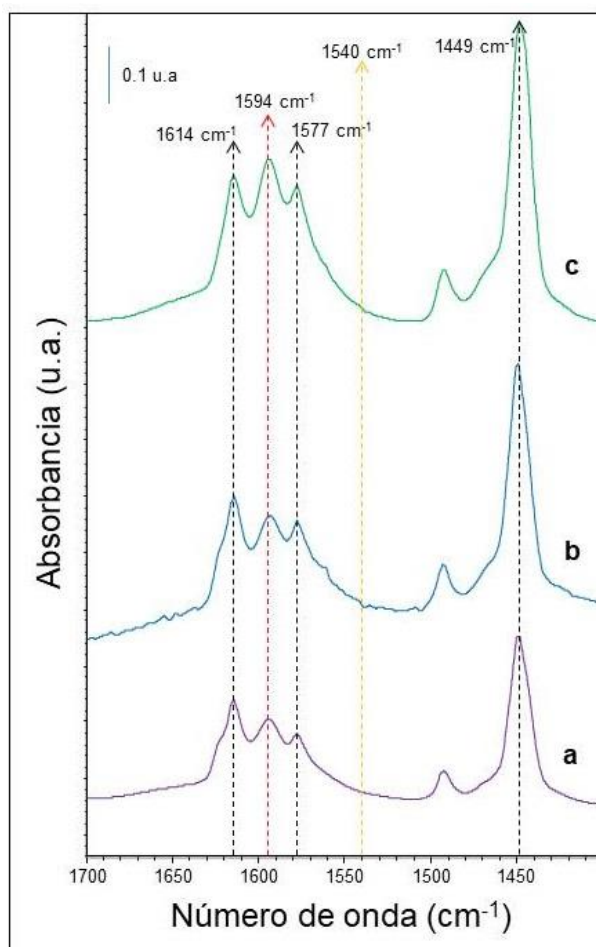 1540 cm-1
1449 cm-1
0.1 u.a
1594 cm-1
1614 cm-1
1577 cm-1
c
b
a
Absorbancia (u.a.)
1700
1650
1600
1550
1500
1450
Número de onda (cm-1)